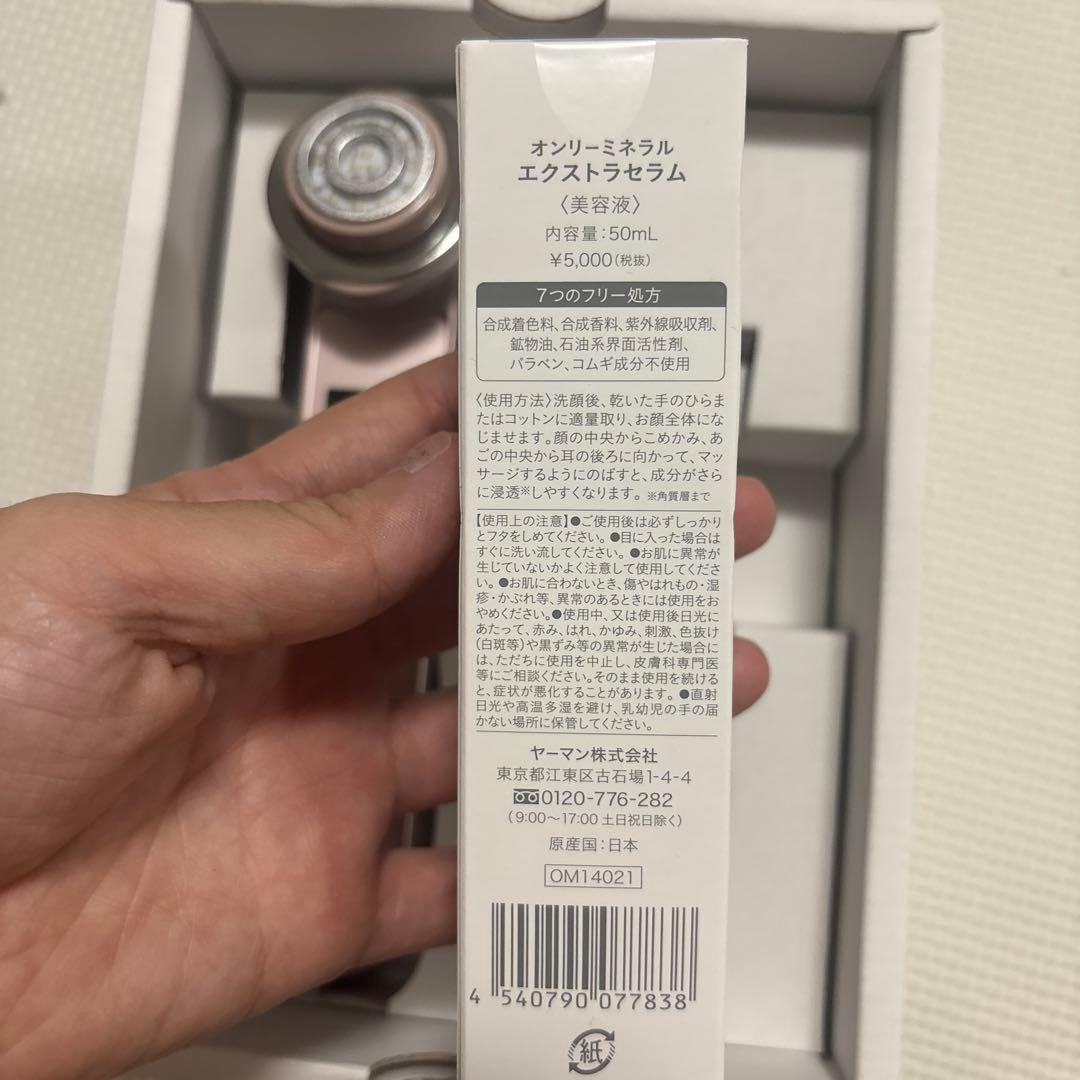 オンリーミネラル
エクストラセラム
〈美容液〉
内容量：50mL
¥5,000（税抜）
7つのフリー処方
合成着色料、合成香料、紫外線吸収剤、
鉱物油、石油系界面活性剤、
パラベン、コムギ成分不使用
〈使用方法〉洗顔後、乾いた手のひらま
たはコットンに適量取り、お顔全体にな
じませます。顔の中央からこめかみ、あ
ごの中央から耳の後ろに向かって、マッ
サージするようにのばすと、成分がさら
に浸透※しやすくなります。 ※角質層まで
【使用上の注意】●ご使用後は必ずしっかり
とフタをしめてください。●目に入った場合は
すぐに洗い流してください。●お肌に異常が
生じていないかよく注意して使用してくださ
い。●お肌に合わないとき、傷やはれもの・湿
疹・かぶれ等、異常のあるときには使用をお
やめください。●使用中、又は使用後日光に
あたって、赤み、はれ、かゆみ、刺激、色抜け
（白斑等）や黒ずみ等の異常が生じた場合に
は、ただちに使用を中止し、皮膚科専門医
等にご相談ください。そのまま使用を続ける
と、症状が悪化することがあります。●直射
日光や高温多湿を避け、乳幼児の手の届
かない場所に保管してください。
ヤーマン株式会社
東京都江東区古石場1-4-4
0120-776-282
（9:00〜17:00 土日祝日除く）
原産国：日本
OM14021
4 540790 077838
紙